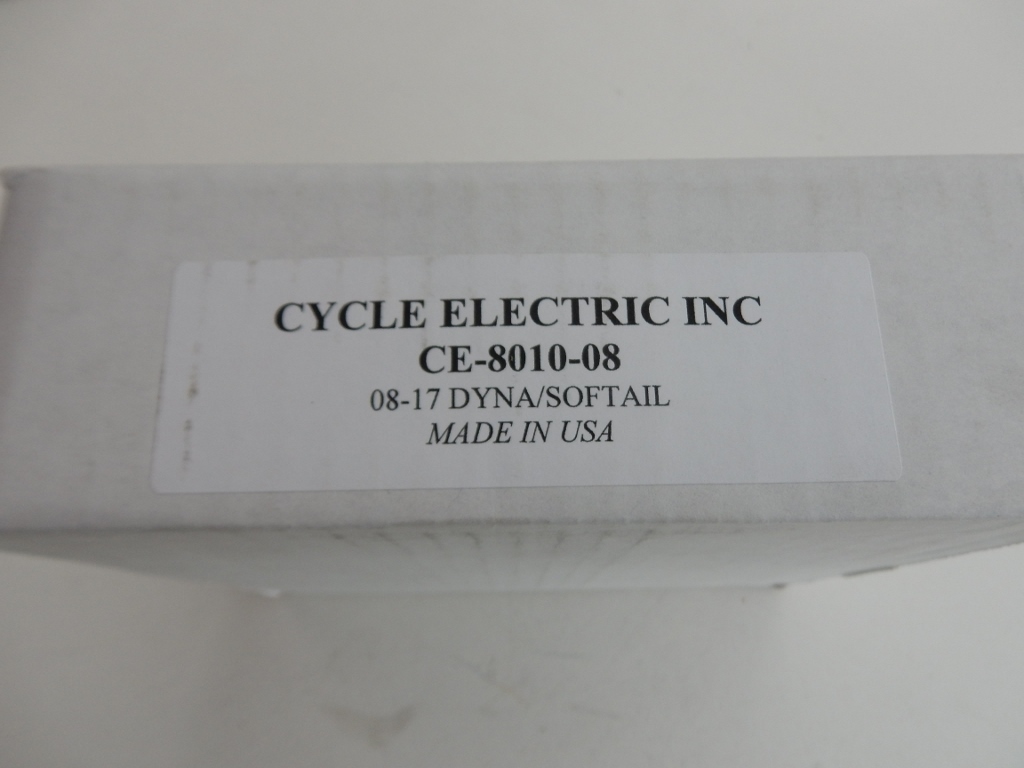 CYCLE ELECTRIC INC
CE-8010-08
08-17 DYNA/SOFTAIL
MADE IN USA